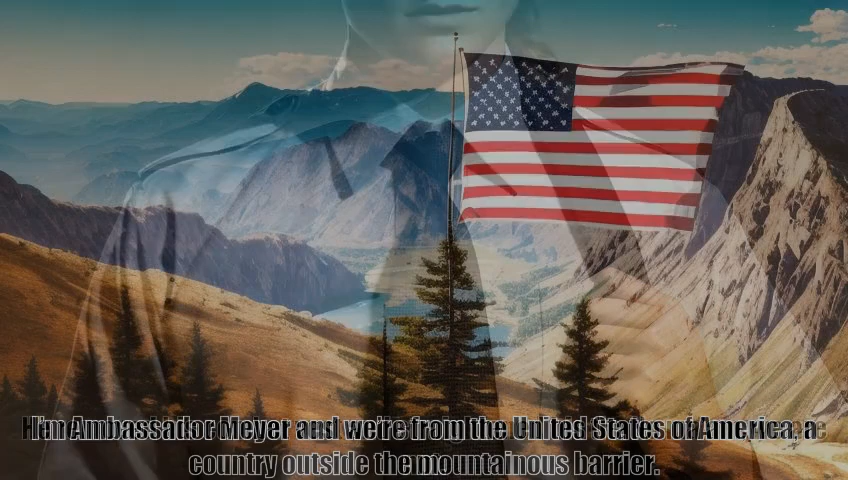 I'm Ambassador Meyer and we're from the United States of America, a
country outside the mountainous barrier.